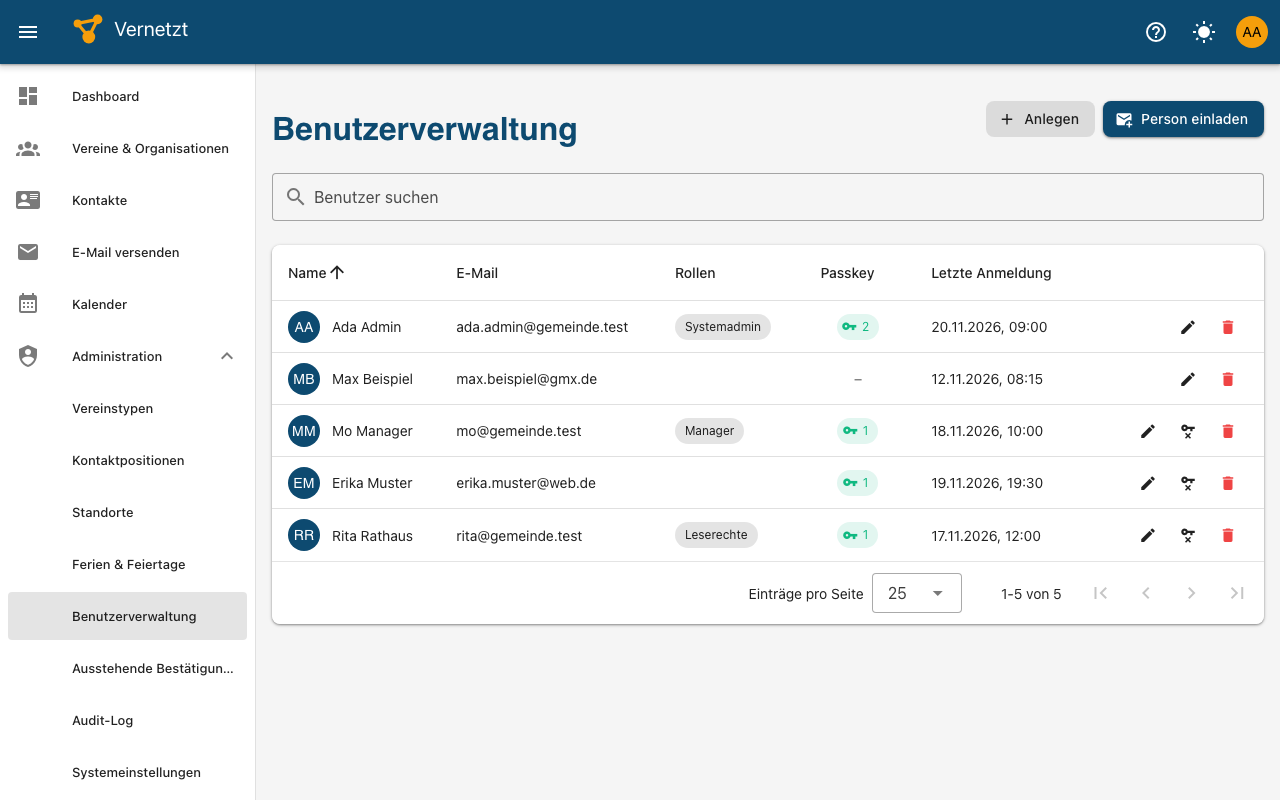 Vernetzt
AA
Dashboard
Vereine & Organisationen
Kontakte
E-Mail versenden
Kalender
Administration
Vereinstypen
Kontaktpositionen
Standorte
Ferien & Feiertage
Benutzerverwaltung
Ausstehende Bestätigun...
Audit-Log
Systemeinstellungen
Benutzerverwaltung
Anlegen
Person einladen
Benutzer suchen
Name E-Mail Rollen Passkey Letzte Anmeldung
AA Ada Admin ada.admin@gemeinde.test Systemadmin 2 20.11.2026, 09:00
MB Max Beispiel max.beispiel@gmx.de – 12.11.2026, 08:15
MM Mo Manager mo@gemeinde.test Manager 1 18.11.2026, 10:00
EM Erika Muster erika.muster@web.de 1 19.11.2026, 19:30
RR Rita Rathaus rita@gemeinde.test Leserechte 1 17.11.2026, 12:00
Einträge pro Seite 25 1-5 von 5